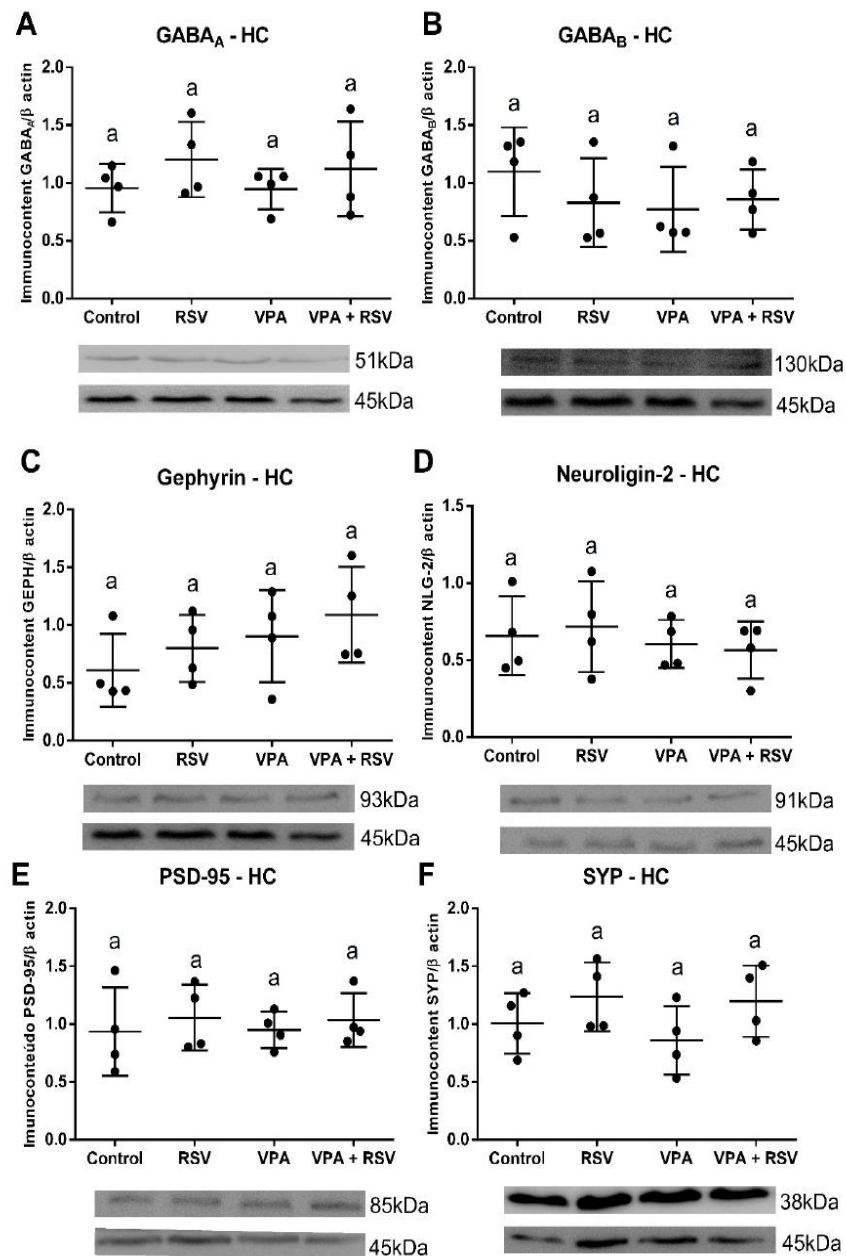 A
GABAA - HC
Immunocontent GABAA/β actin
2.0
1.5
1.0
0.5
0.0
a
a
a
a
Control RSV VPA VPA + RSV
51kDa
45kDa
B
GABAB - HC
Immunocontent GABAB/β actin
2.0
1.5
1.0
0.5
0.0
a
a
a
a
Control RSV VPA VPA + RSV
130kDa
45kDa
C
Gephyrin - HC
Immunocontent GEPH/β actin
2.0
1.5
1.0
0.5
0.0
a
a
a
a
Control RSV VPA VPA + RSV
93kDa
45kDa
D
Neuroligin-2 - HC
Immunocontent NLG-2/β actin
1.5
1.0
0.5
0.0
a
a
a
a
Control RSV VPA VPA + RSV
91kDa
45kDa
E
PSD-95 - HC
Imunoconteúdo PSD-95/β actin
2.0
1.5
1.0
0.5
0.0
a
a
a
a
Control RSV VPA VPA + RSV
85kDa
45kDa
F
SYP - HC
Immunocontent SYP/β actin
2.0
1.5
1.0
0.5
0.0
a
a
a
a
Control RSV VPA VPA + RSV
38kDa
45kDa